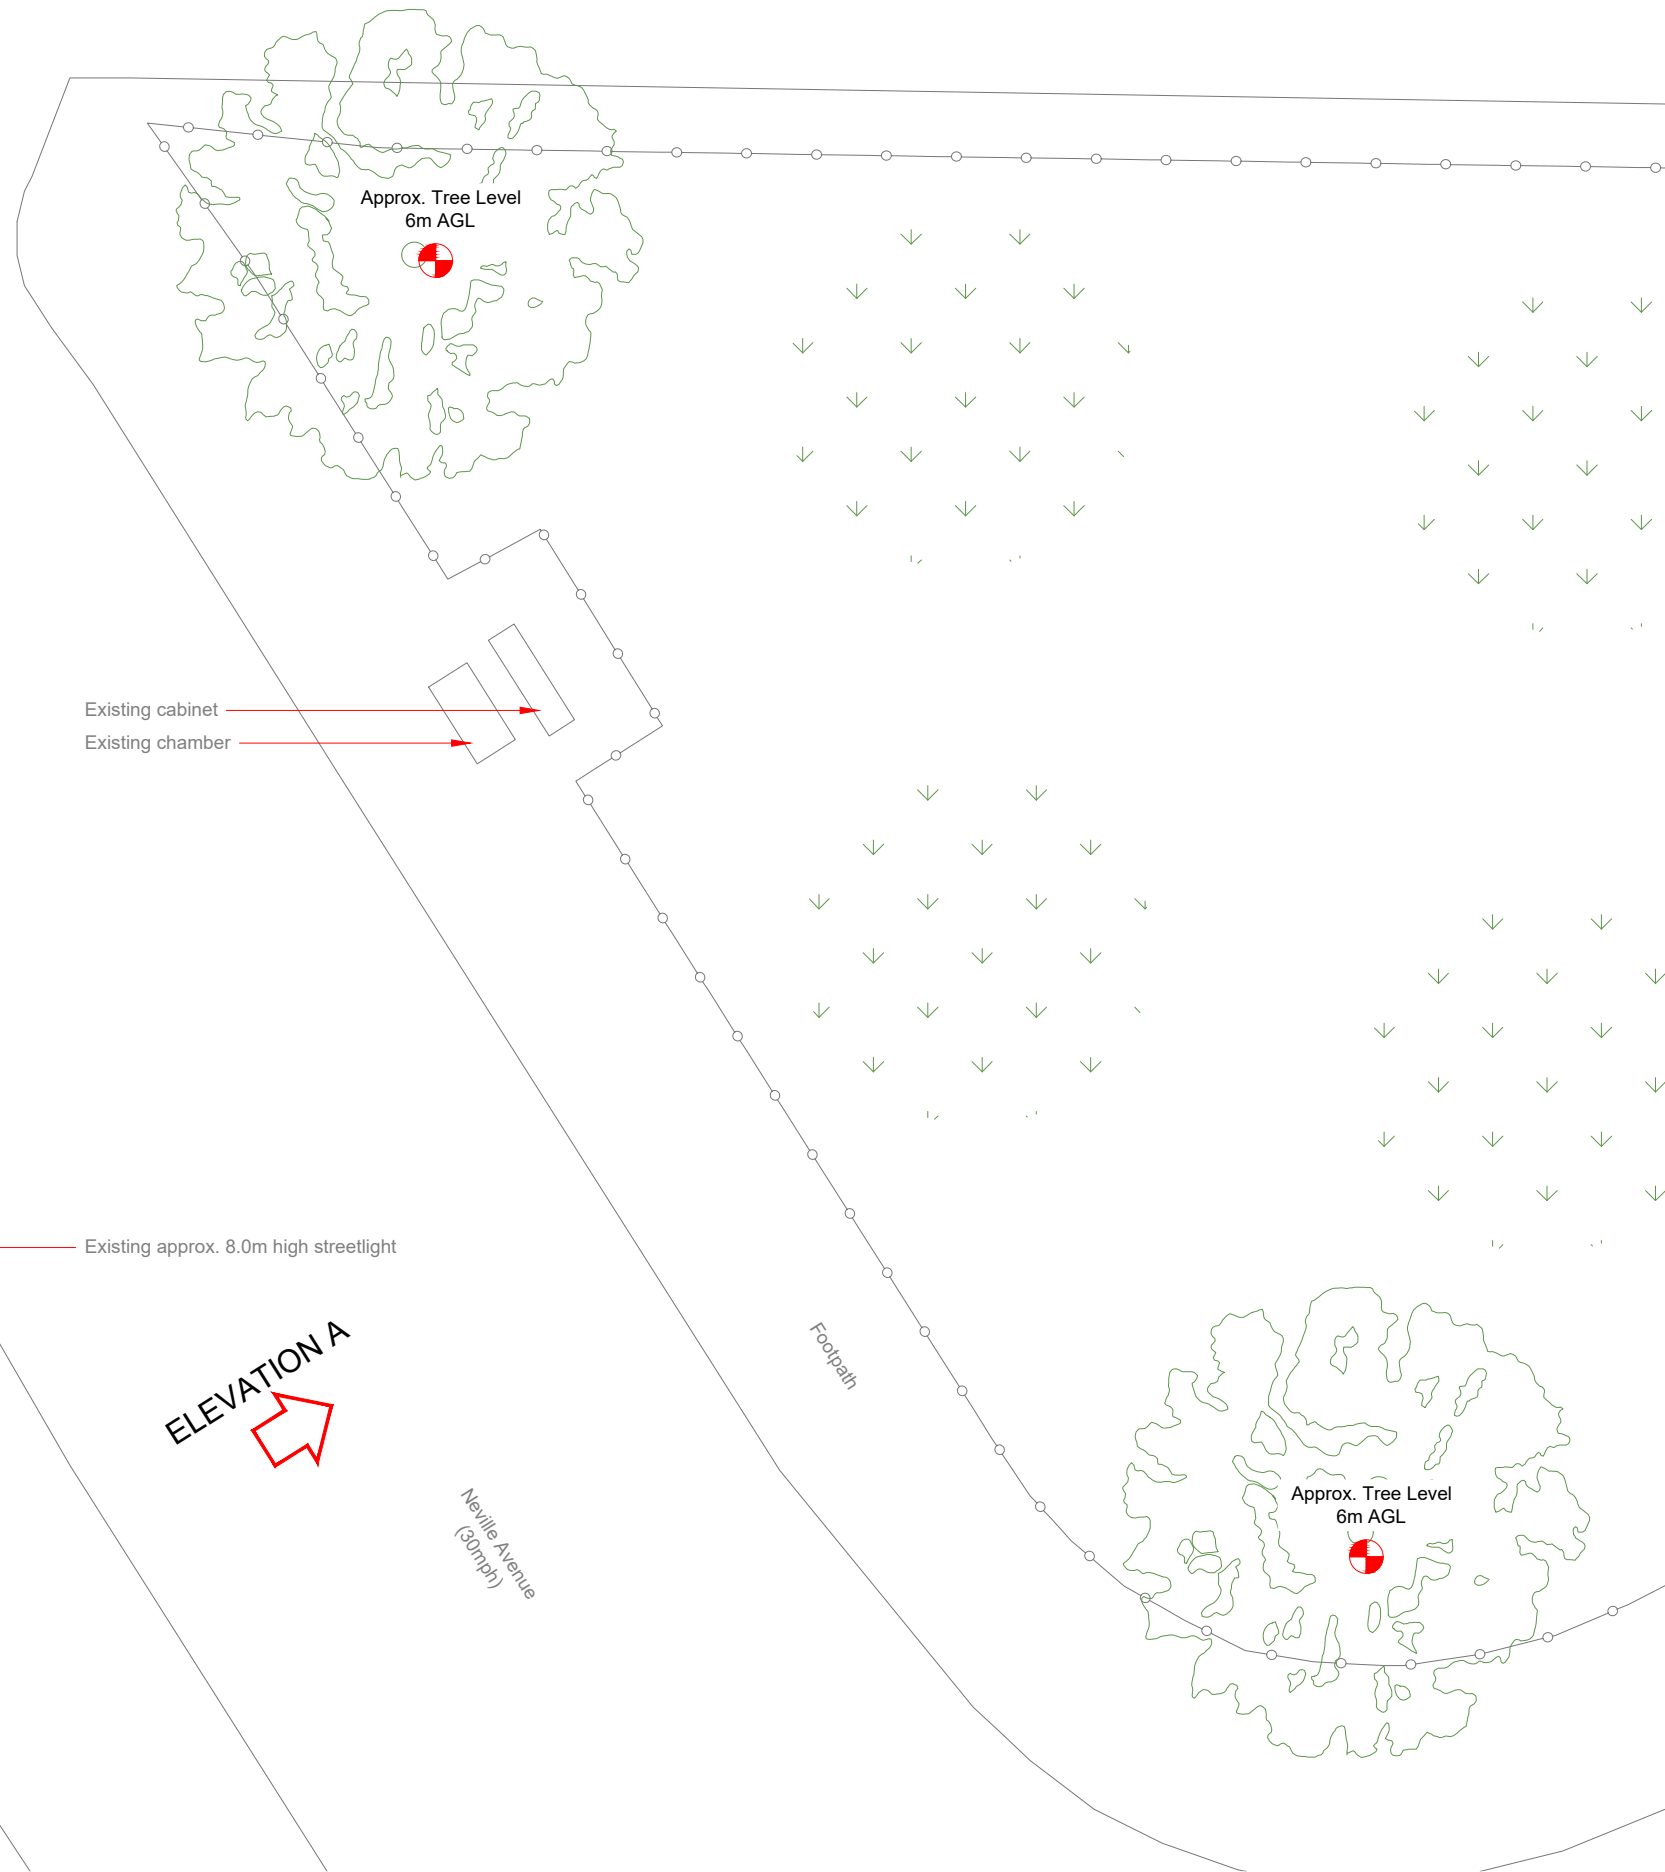 Approx. Tree Level
6m AGL
Existing cabinet
Existing chamber
Existing approx. 8.0m high streetlight
ELEVATION A
Footpath
Neville Avenue
(30mph)
Approx. Tree Level
6m AGL